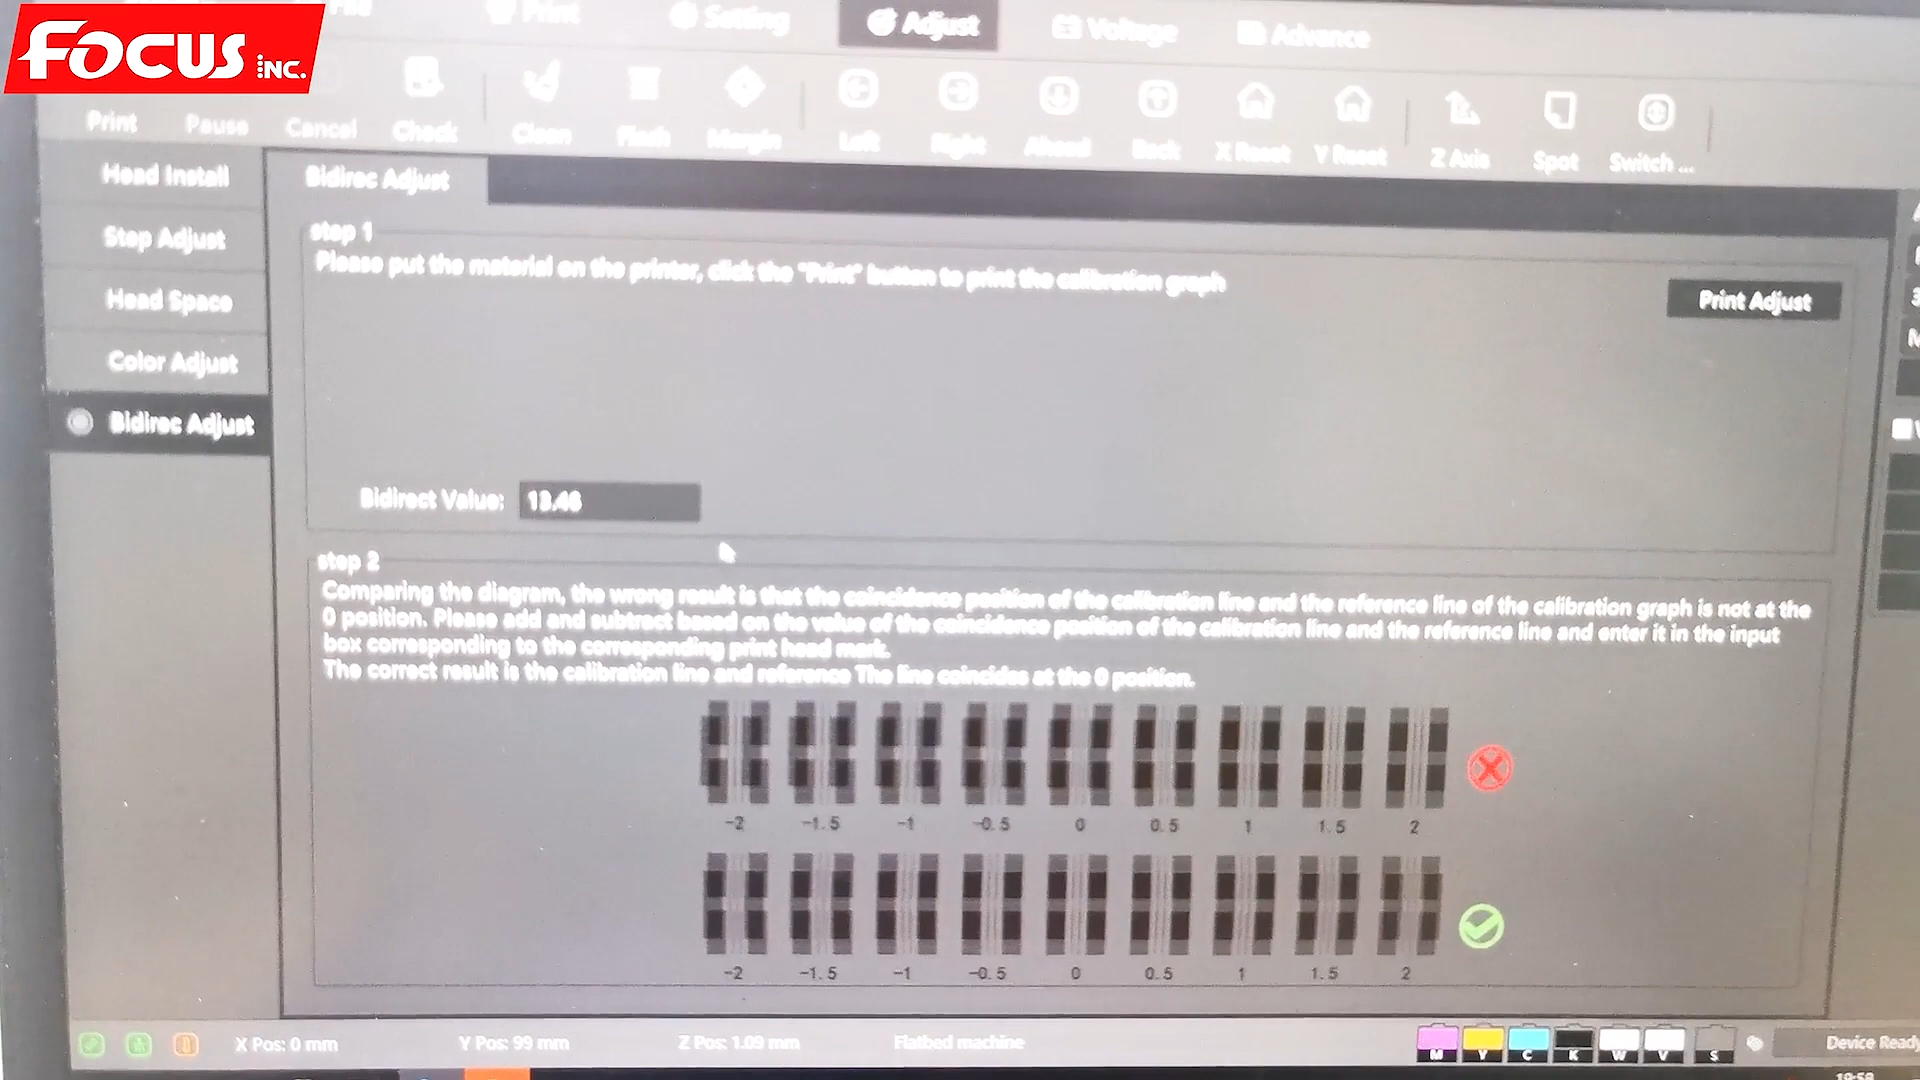 FOCUS INC.
File Print Setting Adjust Voltage Advance
Print Pause Cancel Check Clean Flash Margin Left Right Ahead Back X Reset Y Reset Z Axis Spot Switch ...
Head Install
Step Adjust
Head Space
Color Adjust
Bidirec Adjust
Bidirec Adjust
step 1
Please put the material on the printer, click the "Print" button to print the calibration graph
Print Adjust
Bidirect Value: 13.46
step 2
Comparing the diagram, the wrong result is that the coincidence position of the calibration line and the reference line of the calibration graph is not at the
0 position. Please add and subtract based on the value of the coincidence position of the calibration line and the reference line and enter it in the input
box corresponding to the corresponding print head mark.
The correct result is the calibration line and reference The line coincides at the 0 position.
-2 -1.5 -1 -0.5 0 0.5 1 1.5 2
-2 -1.5 -1 -0.5 0 0.5 1 1.5 2
X Pos: 0 mm Y Pos: 99 mm Z Pos: 1.09 mm Flatbed machine M Y C K W V S Device Ready
19:58